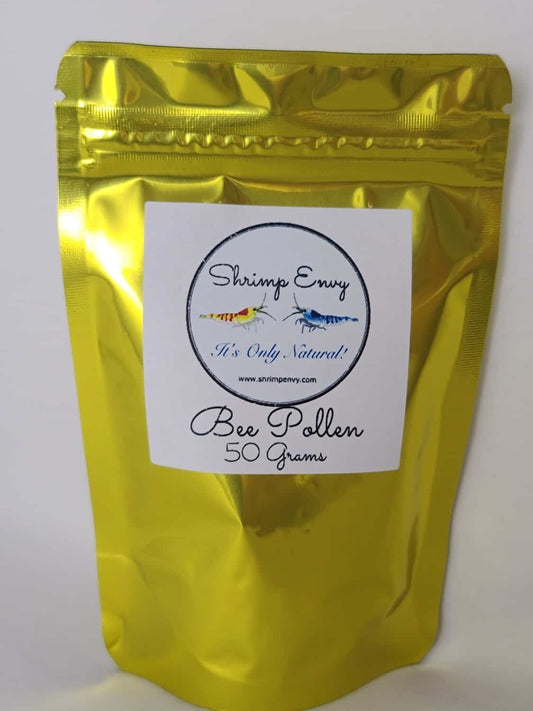 Shrimp Envy
It's Only Natural!
www.shrimpenvy.com
Bee Pollen
50 Grams